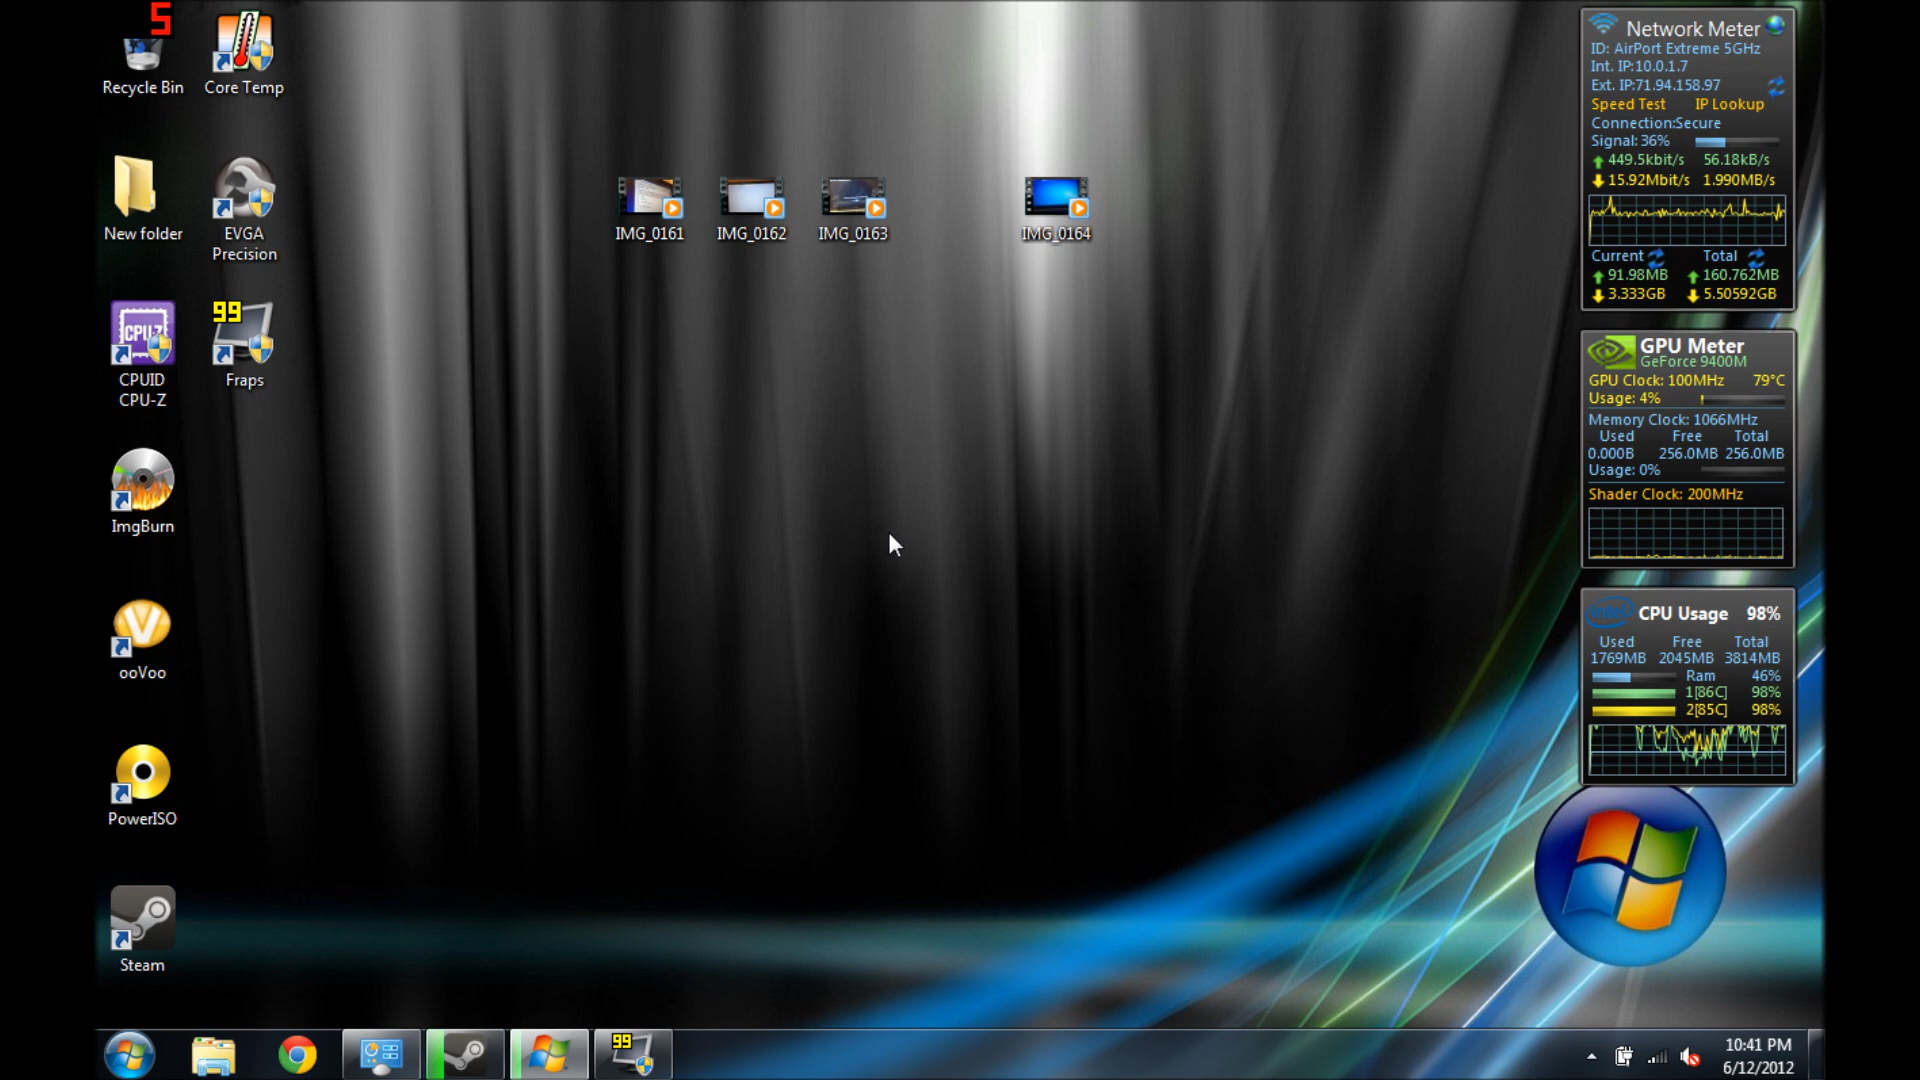 5
Recycle Bin
Core Temp
New folder
EVGA
Precision
CPU-Z
CPUID
CPU-Z
99
Fraps
ImgBurn
ooVoo
PowerISO
Steam
IMG_0161
IMG_0162
IMG_0163
IMG_0164
Network Meter
ID: AirPort Extreme 5GHz
Int. IP:10.0.1.7
Ext. IP:71.94.158.97
Speed Test IP Lookup
Connection:Secure
Signal: 36%
449.5kbit/s 56.18kB/s
15.92Mbit/s 1.990MB/s
Current Total
91.98MB 160.762MB
3.333GB 5.50592GB
GPU Meter
GeForce 9400M
GPU Clock: 100MHz 79°C
Usage: 4%
Memory Clock: 1066MHz
Used Free Total
0.000B 256.0MB 256.0MB
Usage: 0%
Shader Clock: 200MHz
intel CPU Usage 98%
Used Free Total
1769MB 2045MB 3814MB
Ram 46%
1[86C] 98%
2[85C] 98%
99
10:41 PM
6/12/2012